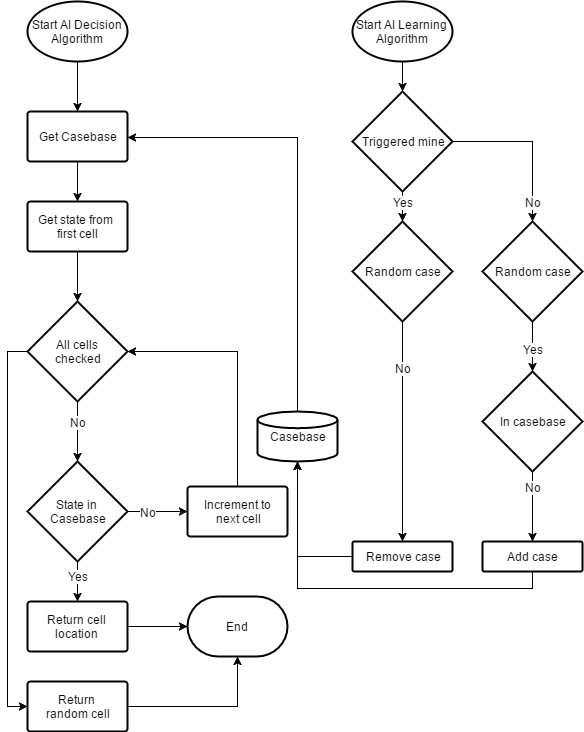 Start AI Decision
Algorithm
Start AI Learning
Algorithm
Get Casebase
Triggered mine
Yes
No
Get state from
first cell
Random case
Random case
All cells
checked
No
Yes
No
Casebase
In casebase
State in
Casebase
No
Increment to
next cell
No
Yes
Remove case
Add case
Return cell
location
End
Return
random cell